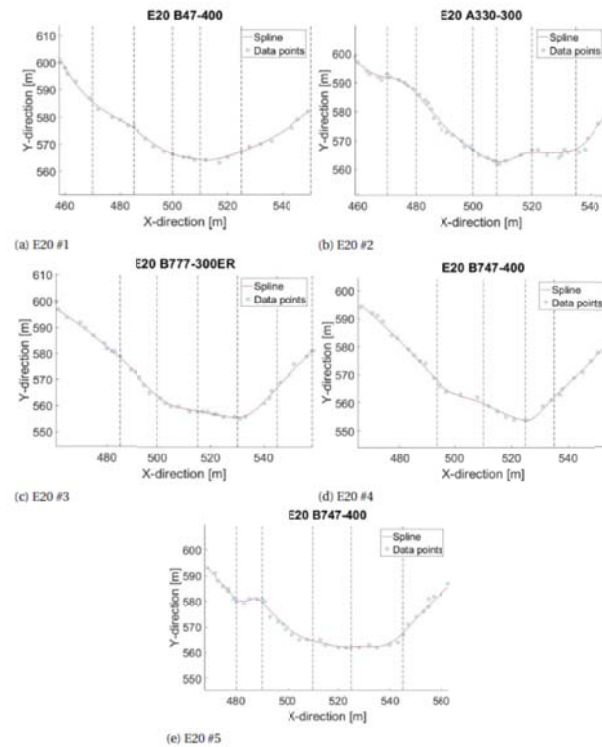 E20 B47-400
Spline
Data points
Y-direction [m]
610
600
590
580
570
560
460
480
500
520
540
X-direction [m]
(a) E20 #1
E20 A330-300
Spline
Data points
Y-direction [m]
600
590
580
570
560
460
480
500
520
540
X-direction [m]
(b) E20 #2
E20 B777-300ER
Spline
Data points
Y-direction [m]
610
600
590
580
570
560
550
480
500
520
540
X-direction [m]
(c) E20 #3
E20 B747-400
Spline
Data points
Y-direction [m]
600
590
580
570
560
550
480
500
520
540
X-direction [m]
(d) E20 #4
E20 B747-400
Spline
Data points
Y-direction [m]
600
590
580
570
560
550
480
500
520
540
560
X-direction [m]
(e) E20 #5